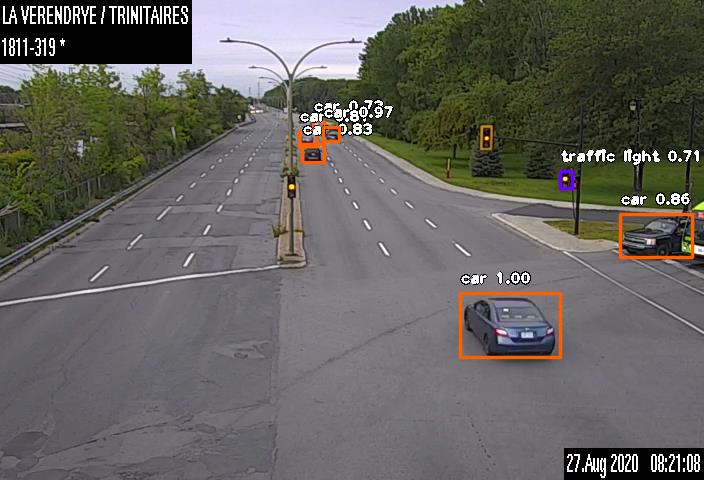 LA VERENDRYE / TRINITAIRES
1811-319 *
car 0.73
car 0.97
car 0.83
traffic light 0.71
car 0.86
car 1.00
27.Aug 2020 08:21:08